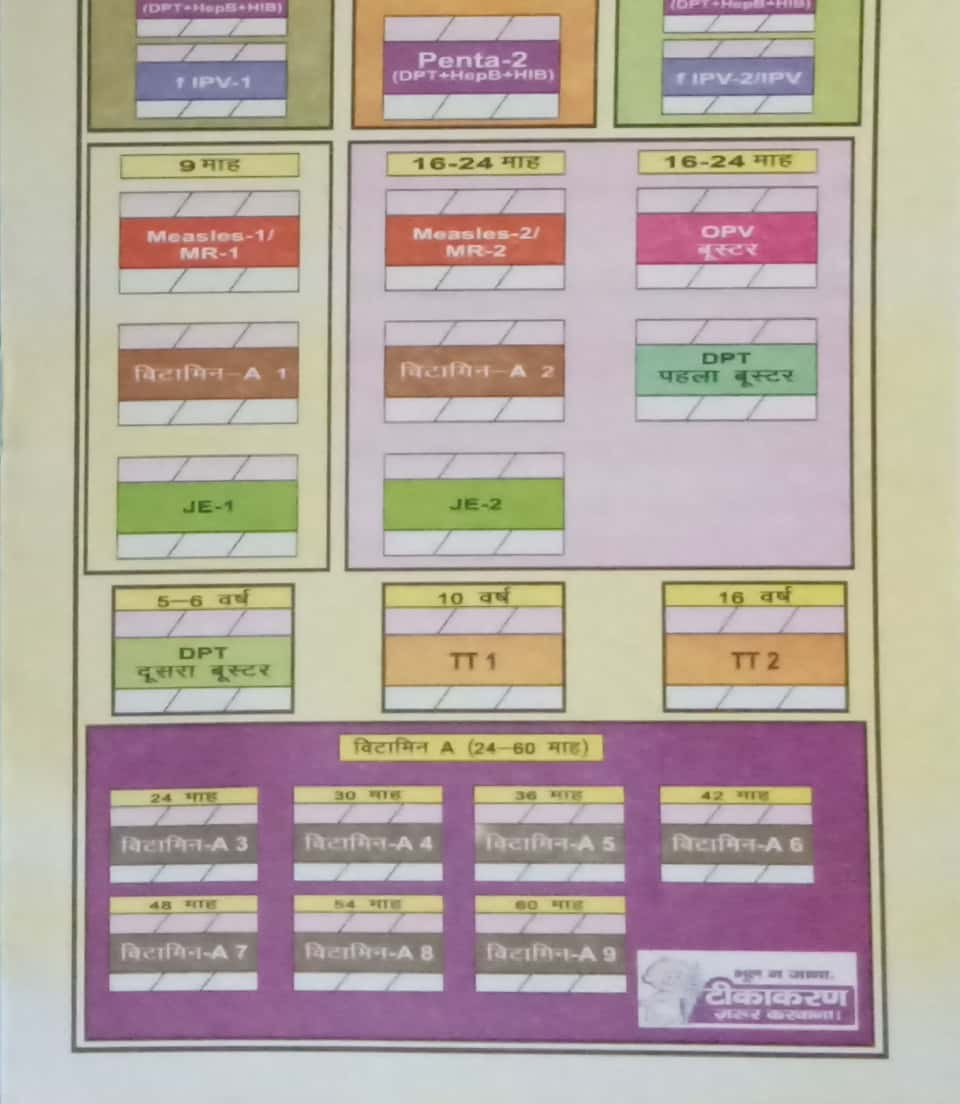 (DPT+HepB+HIB)
(DPT+HepB+HIB)
f IPV-1
Penta-2
(DPT+HepB+HIB)
f IPV-2/IPV
9 माह
16-24 माह
16-24 माह
Measles-1/
MR-1
Measles-2/
MR-2
OPV
बूस्टर
विटामिन–A 1
विटामिन–A 2
DPT
पहला बूस्टर
JE-1
JE-2
5–6 वर्ष
10 वर्ष
16 वर्ष
DPT
दूसरा बूस्टर
TT 1
TT 2
विटामिन A (24–60 माह)
24 माह
30 माह
36 माह
42 माह
विटामिन-A 3
विटामिन-A 4
विटामिन-A 5
विटामिन-A 6
48 माह
54 माह
60 माह
विटामिन-A 7
विटामिन-A 8
विटामिन-A 9
भूल न जाना,
टीकाकरण
ज़रूर करवाना!